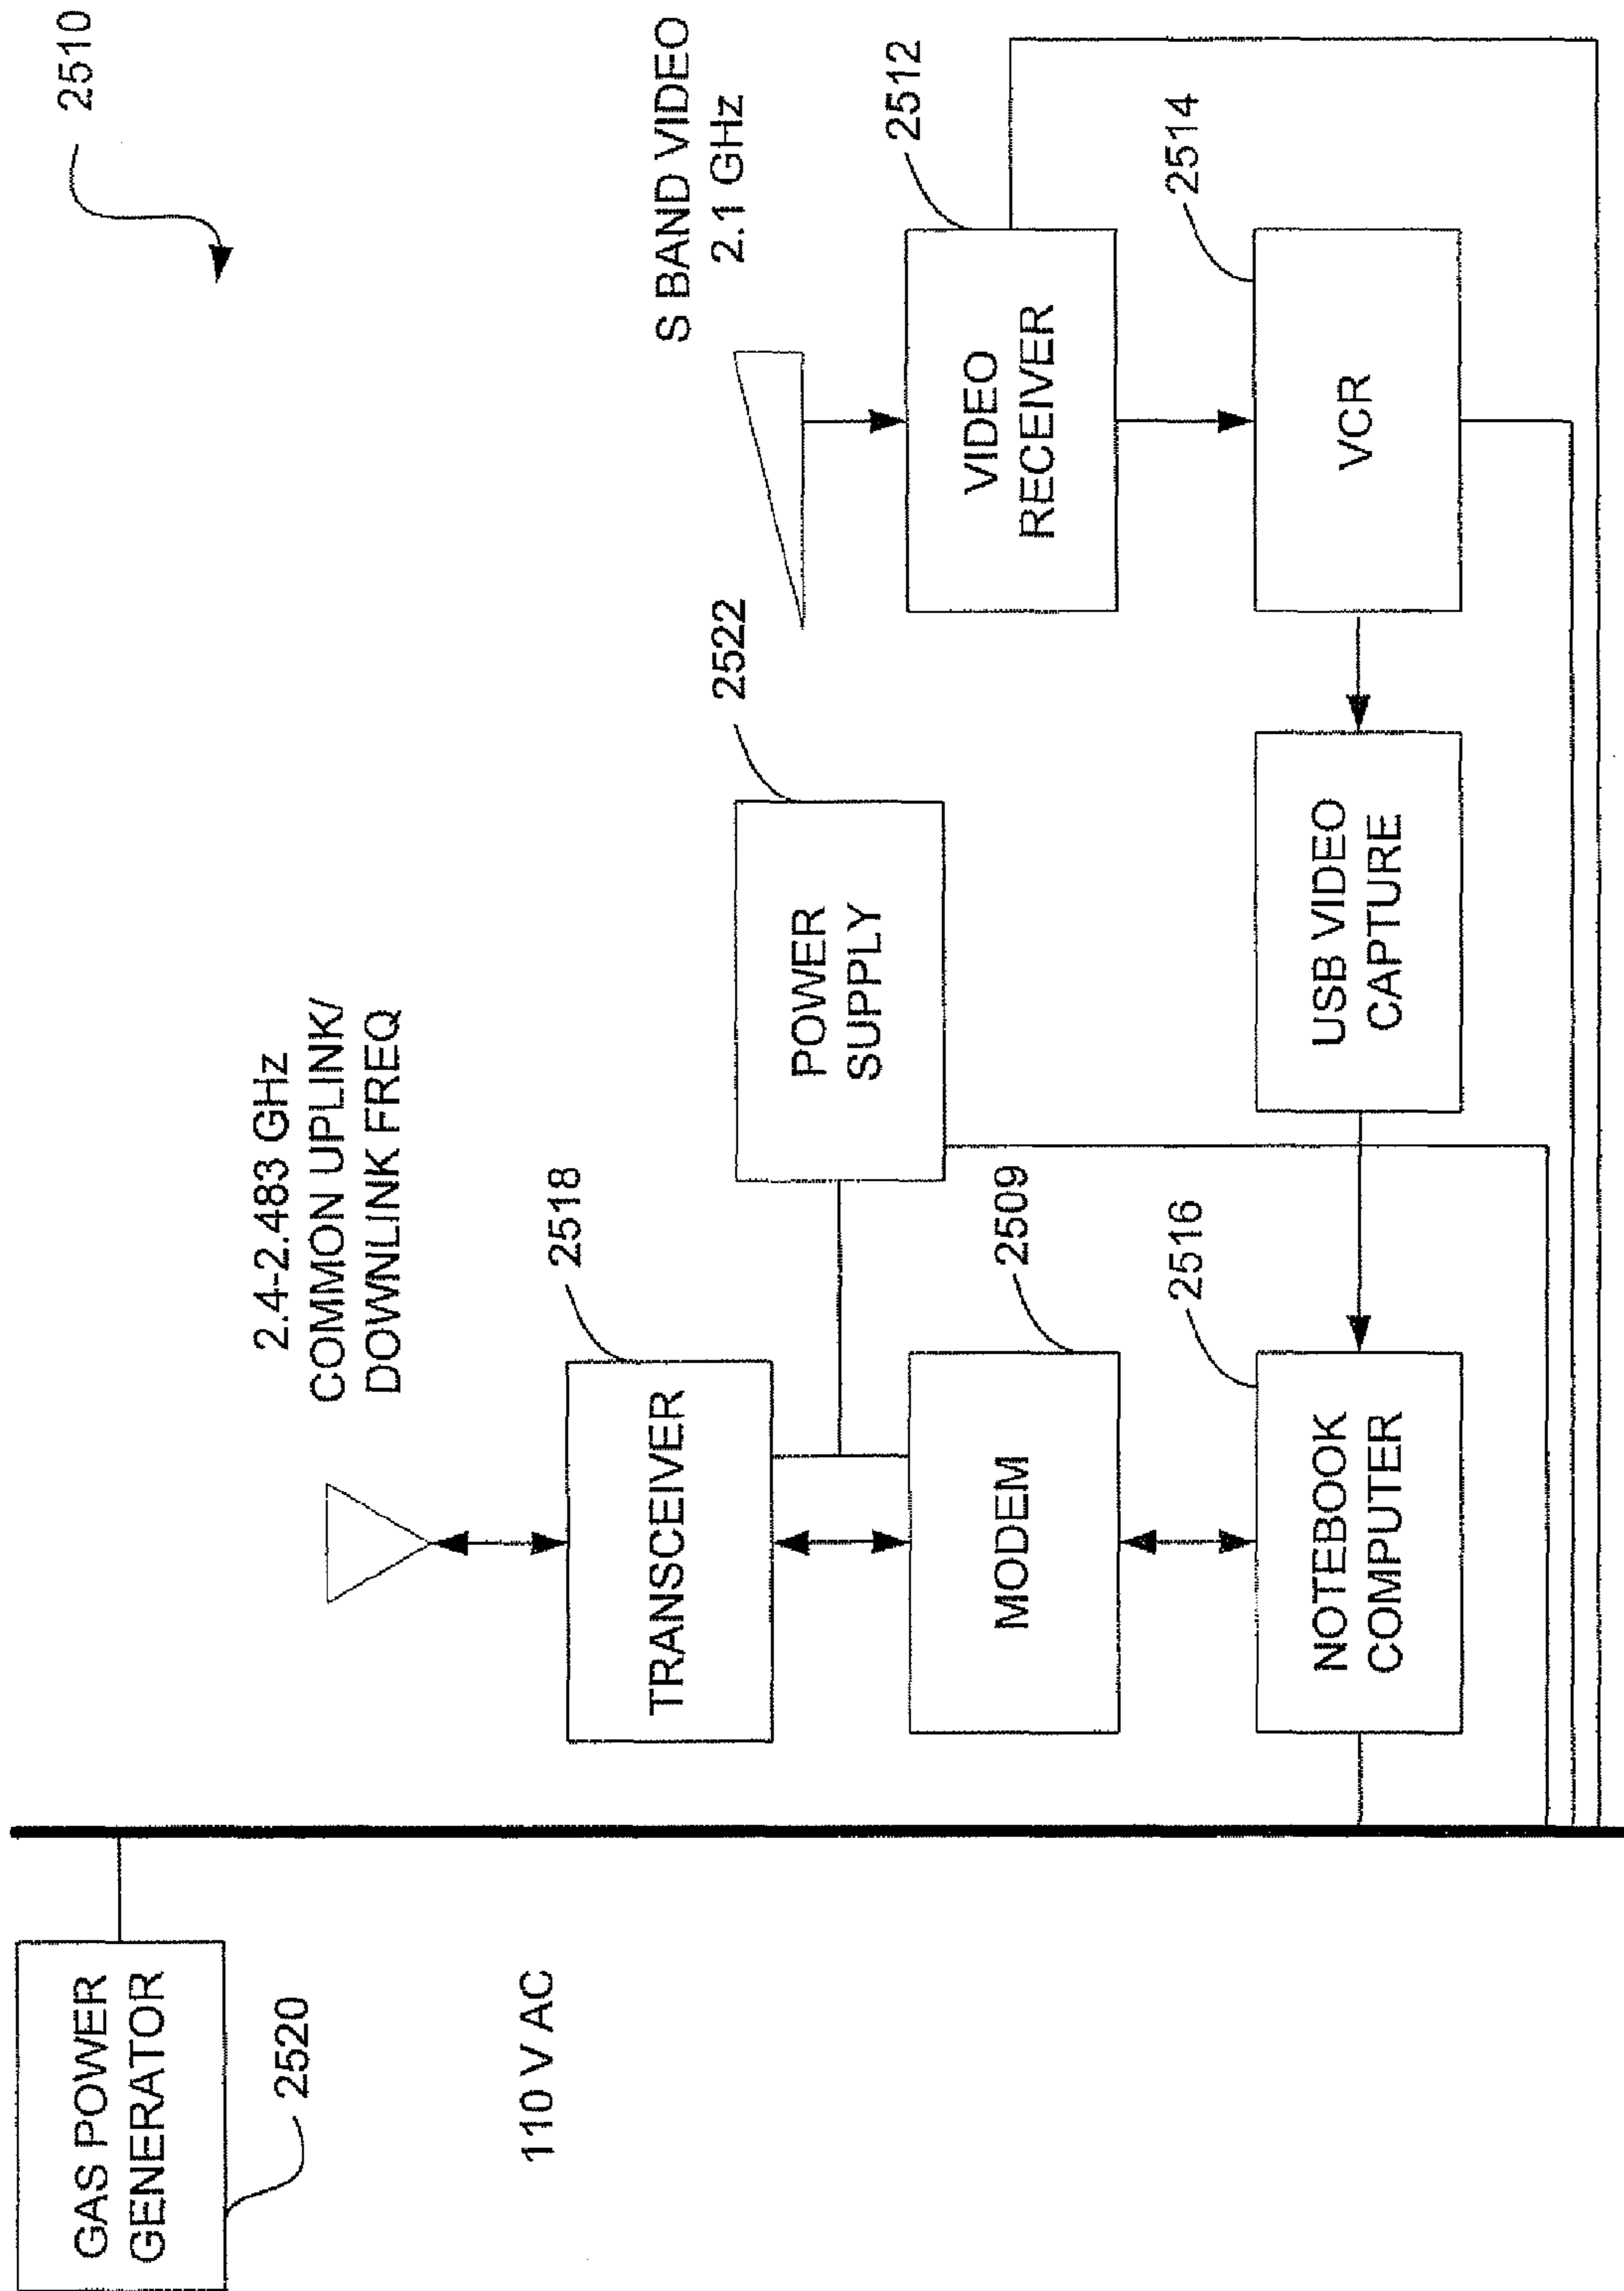 2510
GAS POWER
GENERATOR
2520
110 V AC
2.4-2.483 GHz
COMMON UPLINK/
DOWNLINK FREQ
S BAND VIDEO
2.1 GHz
TRANSCEIVER
2518
POWER
SUPPLY
2522
VIDEO
RECEIVER
2512
MODEM
2509
NOTEBOOK
COMPUTER
2516
USB VIDEO
CAPTURE
VCR
2514